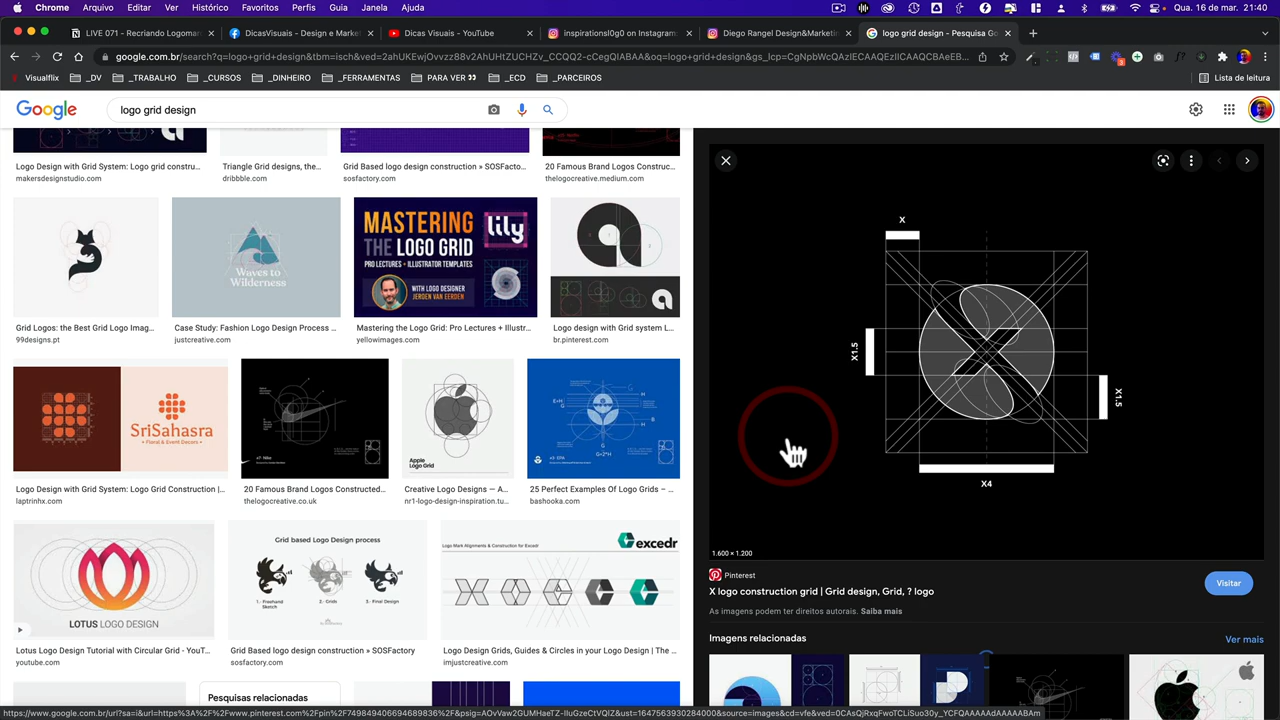 Chrome Arquivo Editar Ver Histórico Favoritos Perfis Guia Janela Ajuda
Qua. 16 de mar. 21:41
LIVE 071 - Recriando Logomar
DicasVisuais - Design e Market
Dicas Visuais - YouTube
inspirationsl0g0 on Instagram:
Diego Rangel Design&Marketin
logo grid design - Pesquisa Go
Visualflix _DV _TRABALHO _CURSOS _DINHEIRO _FERRAMENTAS PARA VER _ECD _PARCEIROS
Lista de leitura
Google
logo grid design
Logo Design with Grid System: Logo grid constru...
makersdesignstudio.com
Triangle Grid designs, the...
dribbble.com
Grid Based logo design construction » SOSFacto...
sosfactory.com
20 Famous Brand Logos Construc...
thelogocreative.medium.com
Waves to
Wilderness
MASTERING
THE LOGO GRID
PRO LECTURES + ILLUSTRATOR TEMPLATES
WITH LOGO DESIGNER
JEROEN VAN EERDEN
lily
Grid Logos: the Best Grid Logo Imag...
99designs.pt
Case Study: Fashion Logo Design Process ...
justcreative.com
Mastering the Logo Grid: Pro Lectures + Illustr...
yellowimages.com
Logo design with Grid system L...
br.pinterest.com
SriSahasra
Floral & Event Decors
Apple
Logo Grid
Logo Design with Grid System: Logo Grid Construction |...
laptrinhx.com
20 Famous Brand Logos Constructed...
thelogocreative.co.uk
Creative Logo Designs — A...
nr1-logo-design-inspiration.tu...
25 Perfect Examples Of Logo Grids – ...
bashooka.com
LOTUS LOGO DESIGN
Grid based Logo Design process
1.- Freehand
Sketch
2.- Grids
3.- Final Design
Logo Mark Alignments & Construction for Excedr
excedr
Lotus Logo Design Tutorial with Circular Grid - YouT...
youtube.com
Grid Based logo design construction » SOSFactory
sosfactory.com
Logo Design Grids, Guides & Circles in your Logo Design | The ...
imjustcreative.com
Pesquisas relacionadas
X
X1.5
X1.5
X4
1.600 × 1.200
Pinterest
X logo construction grid | Grid design, Grid, ? logo
As imagens podem ter direitos autorais. Saiba mais
Visitar
Imagens relacionadas
Ver mais